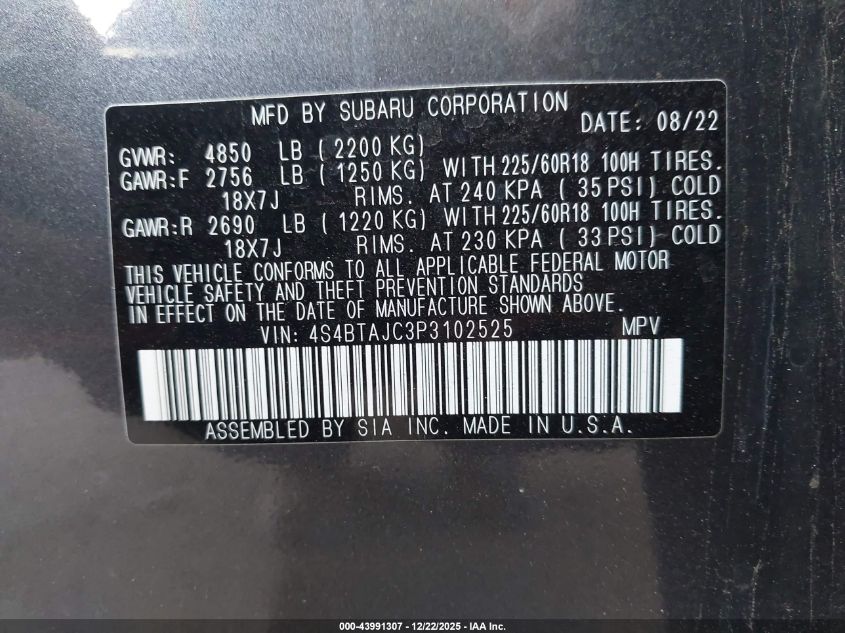 MFD BY SUBARU CORPORATION DATE: 08/22
GVWR: 4850 LB ( 2200 KG)
GAWR:F 2756 LB ( 1250 KG) WITH 225/60R18 100H TIRES.
18X7J RIMS. AT 240 KPA ( 35 PSI) COLD
GAWR:R 2690 LB ( 1220 KG) WITH 225/60R18 100H TIRES.
18X7J RIMS. AT 230 KPA ( 33 PSI) COLD
THIS VEHICLE CONFORMS TO ALL APPLICABLE FEDERAL MOTOR
VEHICLE SAFETY AND THEFT PREVENTION STANDARDS
IN EFFECT ON THE DATE OF MANUFACTURE SHOWN ABOVE.
VIN: 4S4BTAJC3P3102525 MPV
ASSEMBLED BY SIA INC. MADE IN U.S.A.
000-43991307 - 12/22/2025 - IAA Inc.